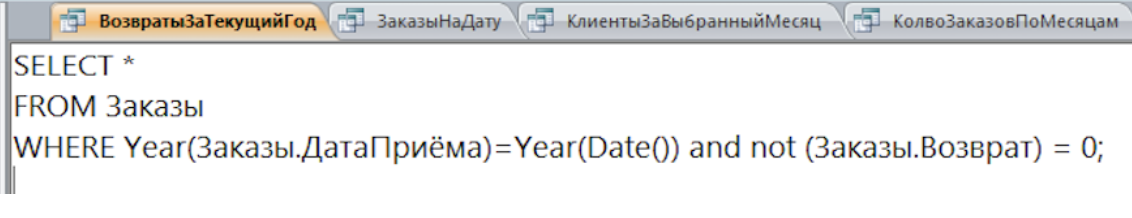 ВозвратыЗаТекущийГод ЗаказыНаДату КлиентыЗаВыбранныйМесяц КолвоЗаказовПоМесяцам
SELECT *
FROM Заказы
WHERE Year(Заказы.ДатаПриёма)=Year(Date()) and not (Заказы.Возврат) = 0;